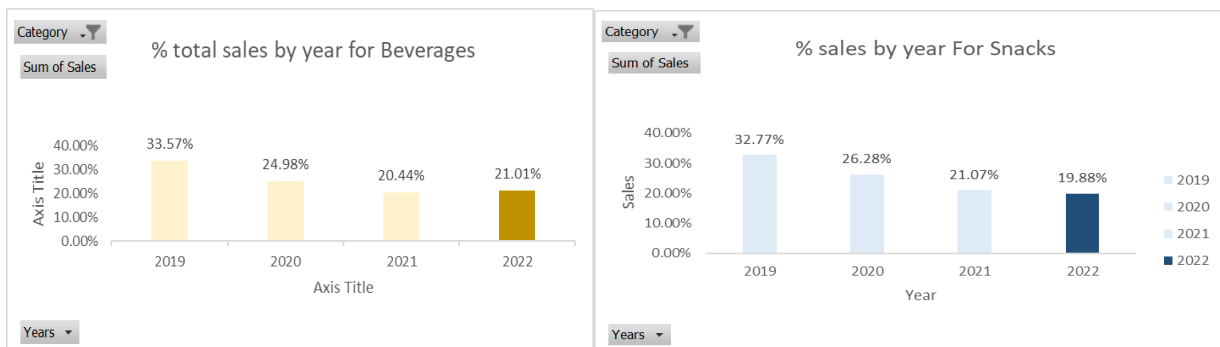 Category
% total sales by year for Beverages
Sum of Sales
40.00%
30.00%
20.00%
10.00%
0.00%
Axis Title
33.57%
24.98%
20.44%
21.01%
2019
2020
2021
2022
Axis Title
Years
Category
% sales by year For Snacks
Sum of Sales
40.00%
30.00%
20.00%
10.00%
0.00%
Sales
32.77%
26.28%
21.07%
19.88%
2019
2020
2021
2022
Year
2019
2020
2021
2022
Years